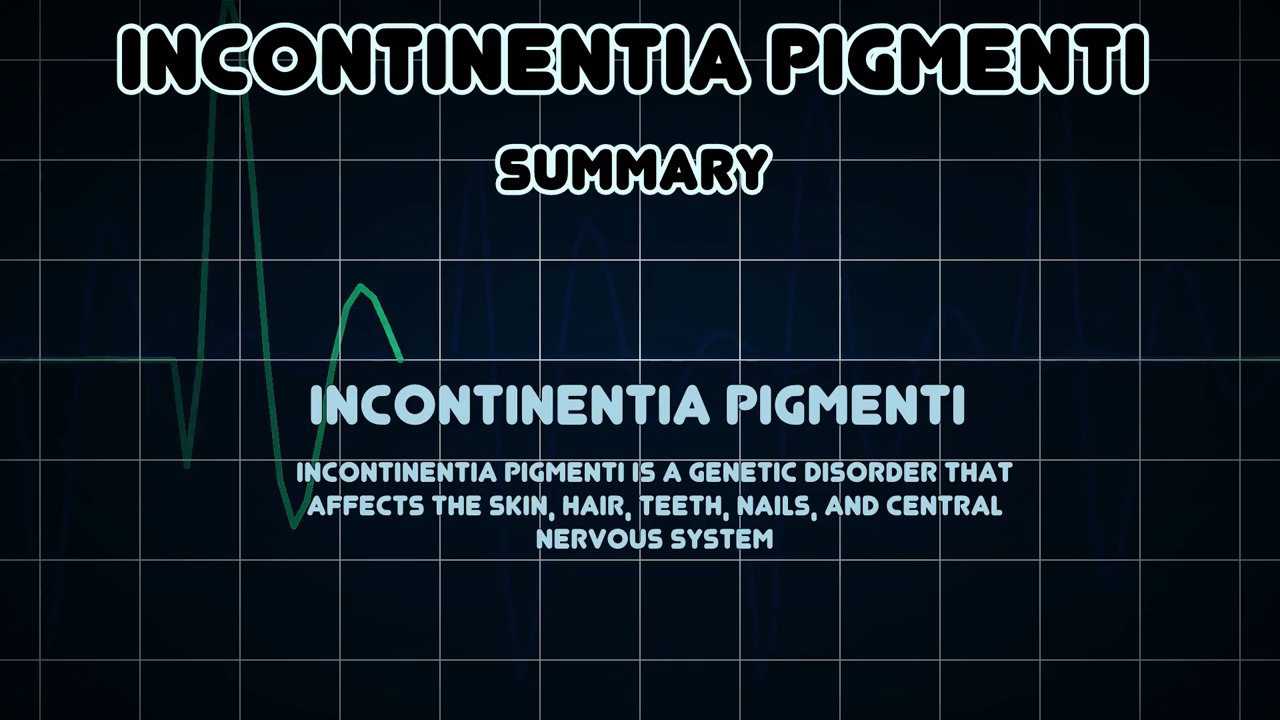 INCONTINENTIA PIGMENTI
SUMMARY
INCONTINENTIA PIGMENTI
INCONTINENTIA PIGMENTI IS A GENETIC DISORDER THAT
AFFECTS THE SKIN, HAIR, TEETH, NAILS, AND CENTRAL
NERVOUS SYSTEM